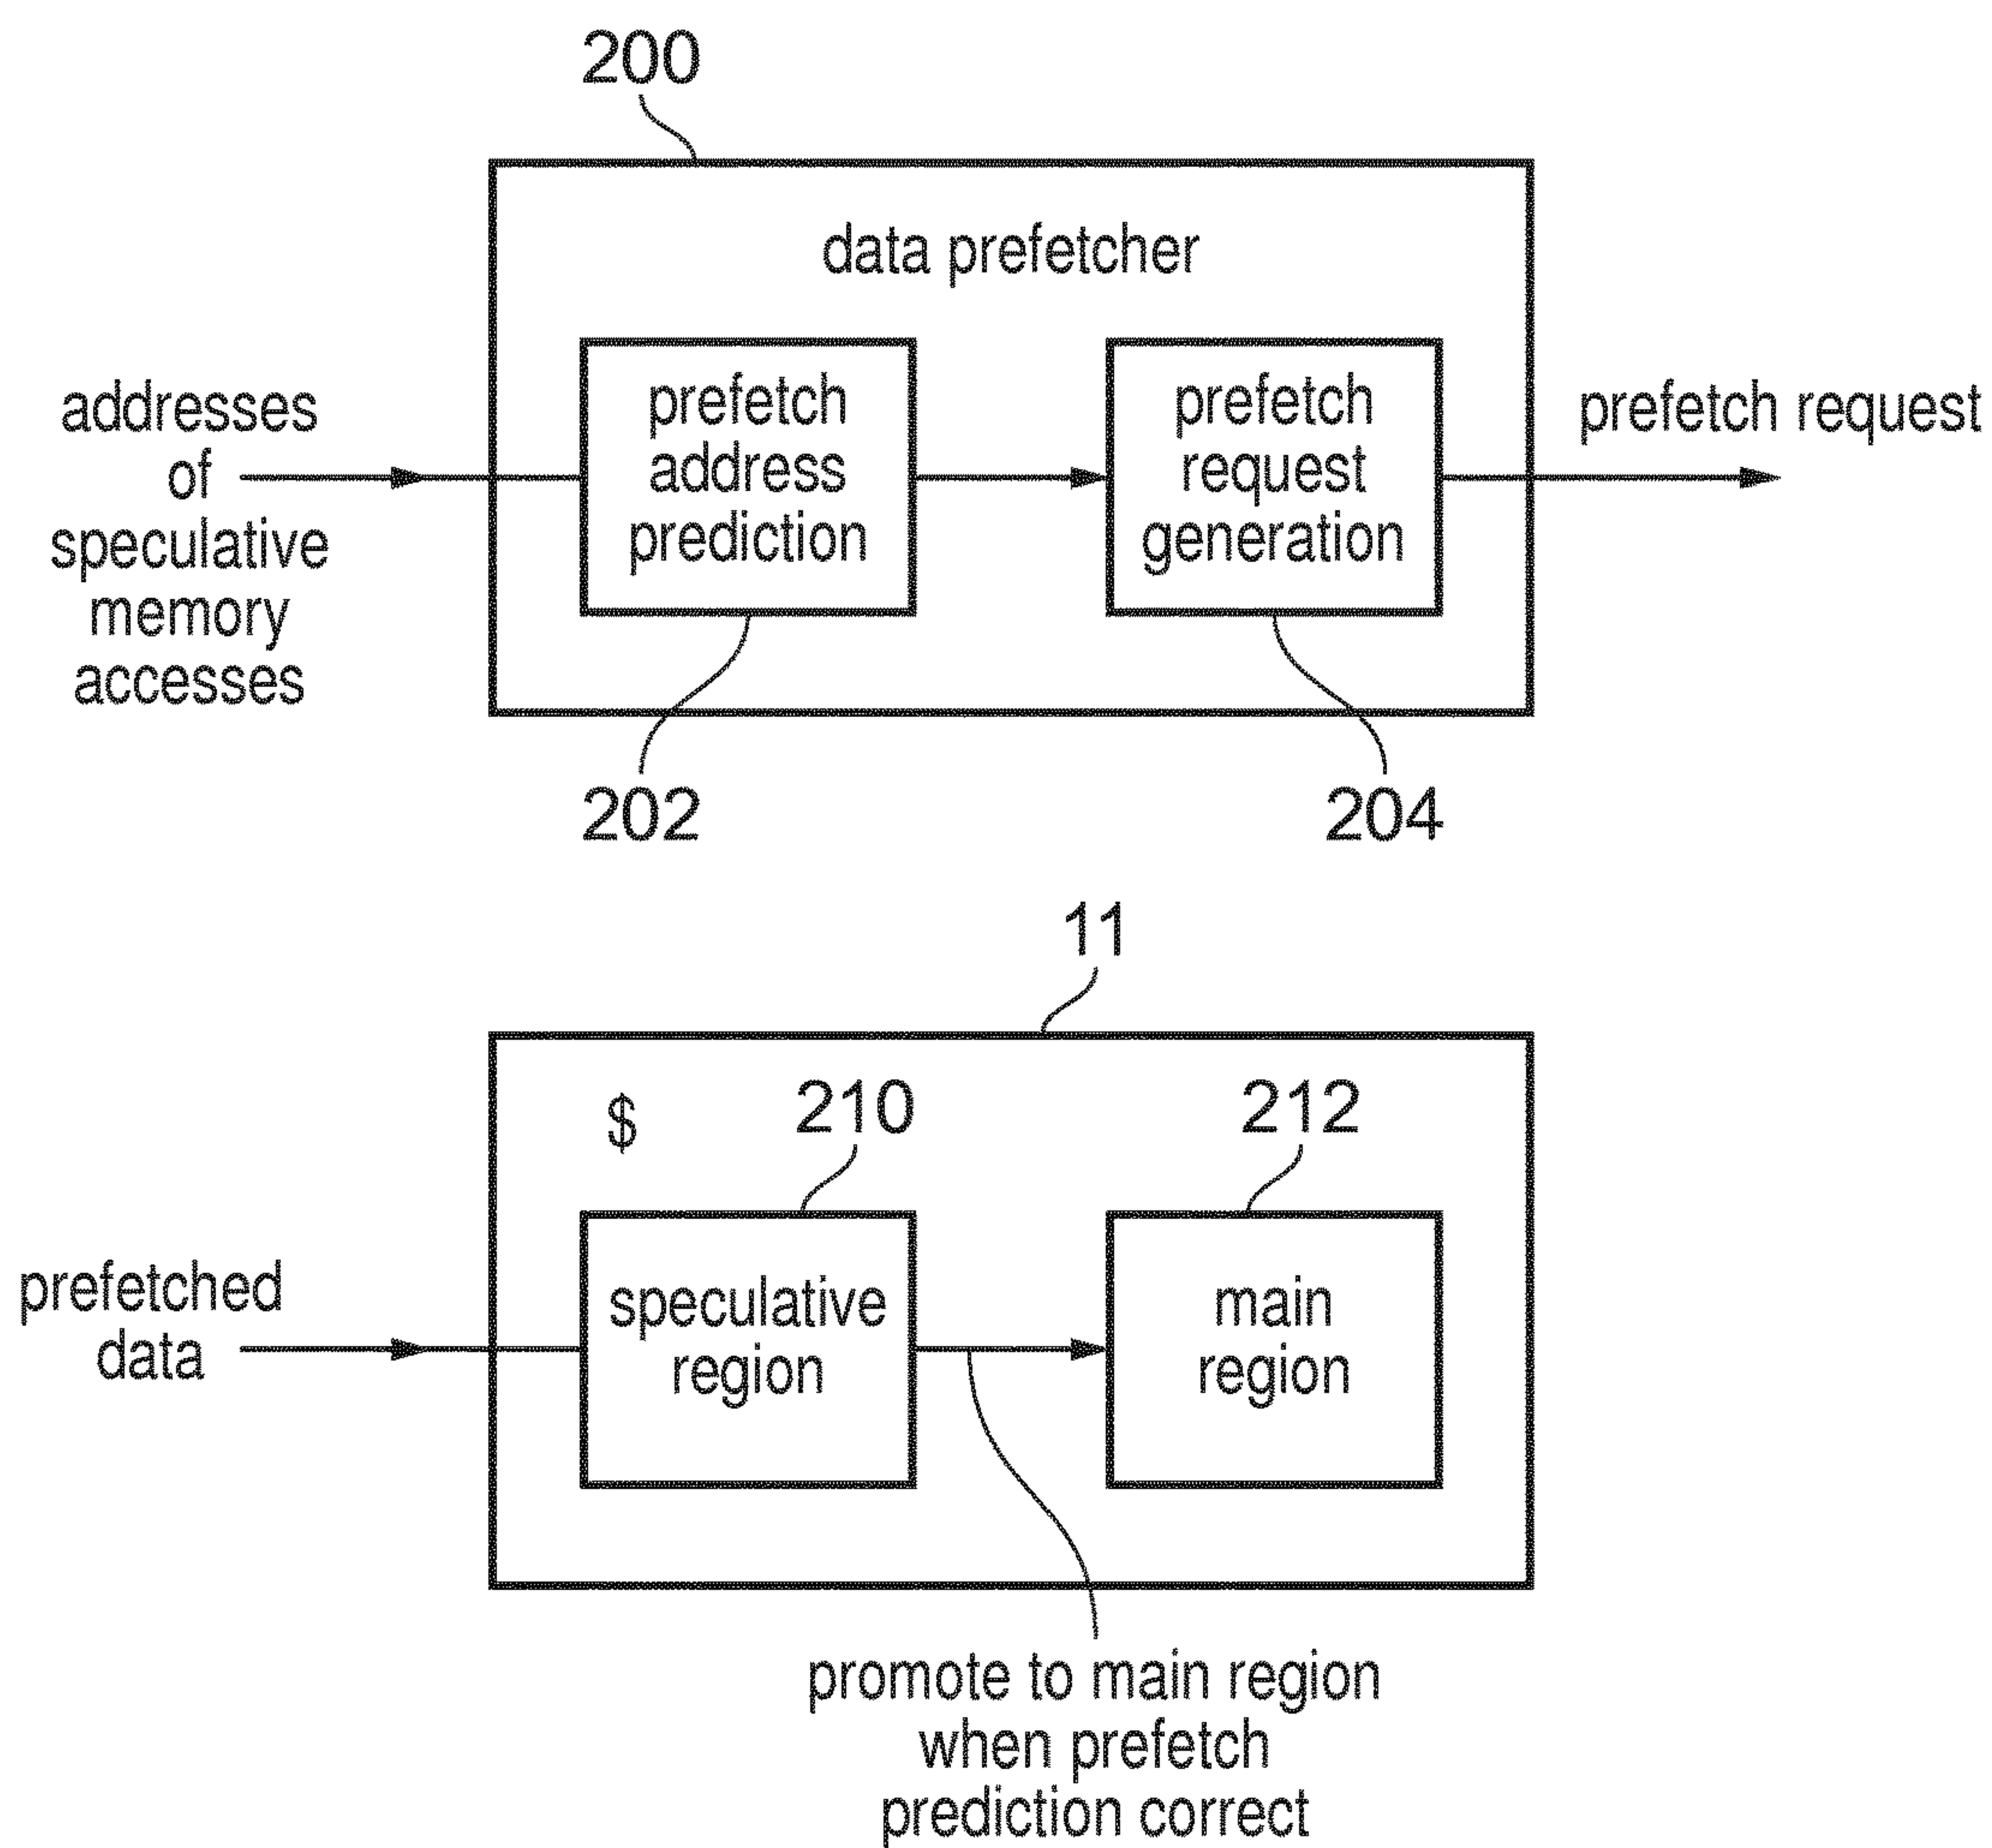 200
data prefetcher
addresses
of
speculative
memory
accesses
prefetch
address
prediction
prefetch
request
generation
prefetch request
202
204
11
$
210
212
prefetched
data
speculative
region
main
region
promote to main region
when prefetch
prediction correct